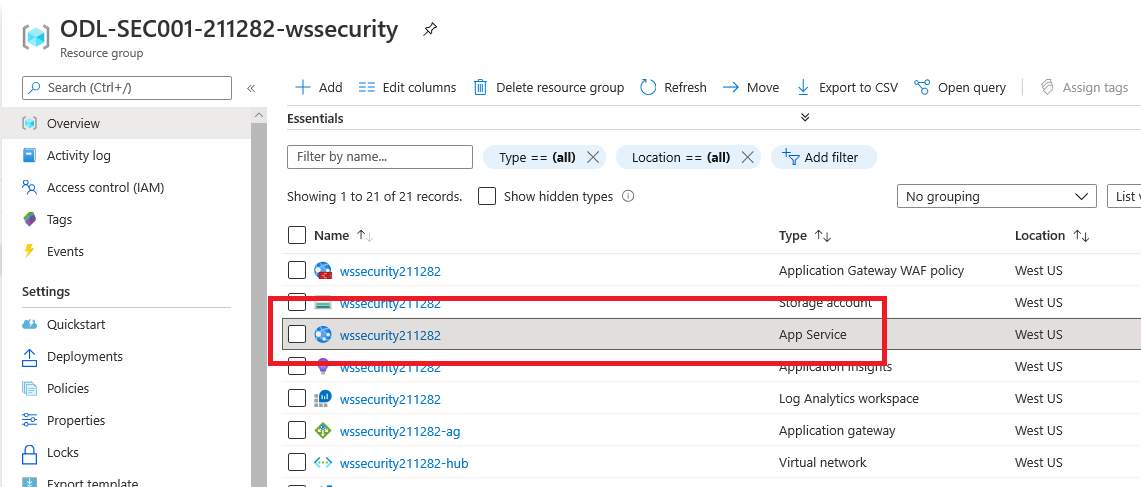 ODL-SEC001-211282-wssecurity
Resource group
Search (Ctrl+/)
«
Overview
Activity log
Access control (IAM)
Tags
Events
Settings
Quickstart
Deployments
Policies
Properties
Locks
Export template
Add Edit columns Delete resource group Refresh Move Export to CSV Open query Assign tags
Essentials
Filter by name... Type == (all) Location == (all) Add filter
Showing 1 to 21 of 21 records. Show hidden types No grouping List
Name Type Location
wssecurity211282 Application Gateway WAF policy West US
wssecurity211282 Storage account West US
wssecurity211282 App Service West US
wssecurity211282 Application Insights West US
wssecurity211282 Log Analytics workspace West US
wssecurity211282-ag Application gateway West US
wssecurity211282-hub Virtual network West US